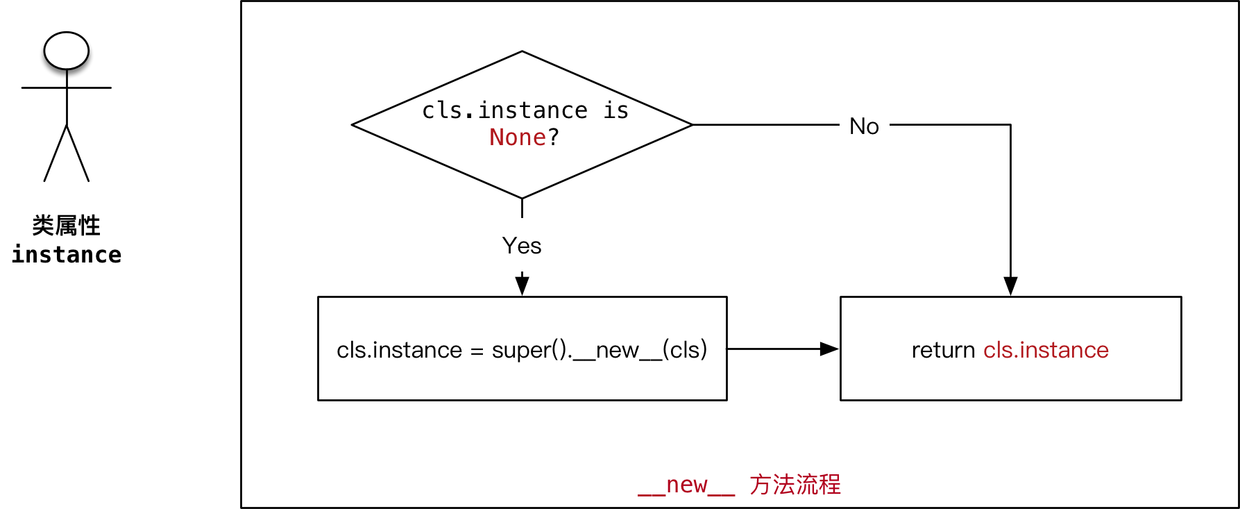 类属性
instance
cls.instance is
None?
No
Yes
cls.instance = super().__new__(cls)
return cls.instance
__new__ 方法流程